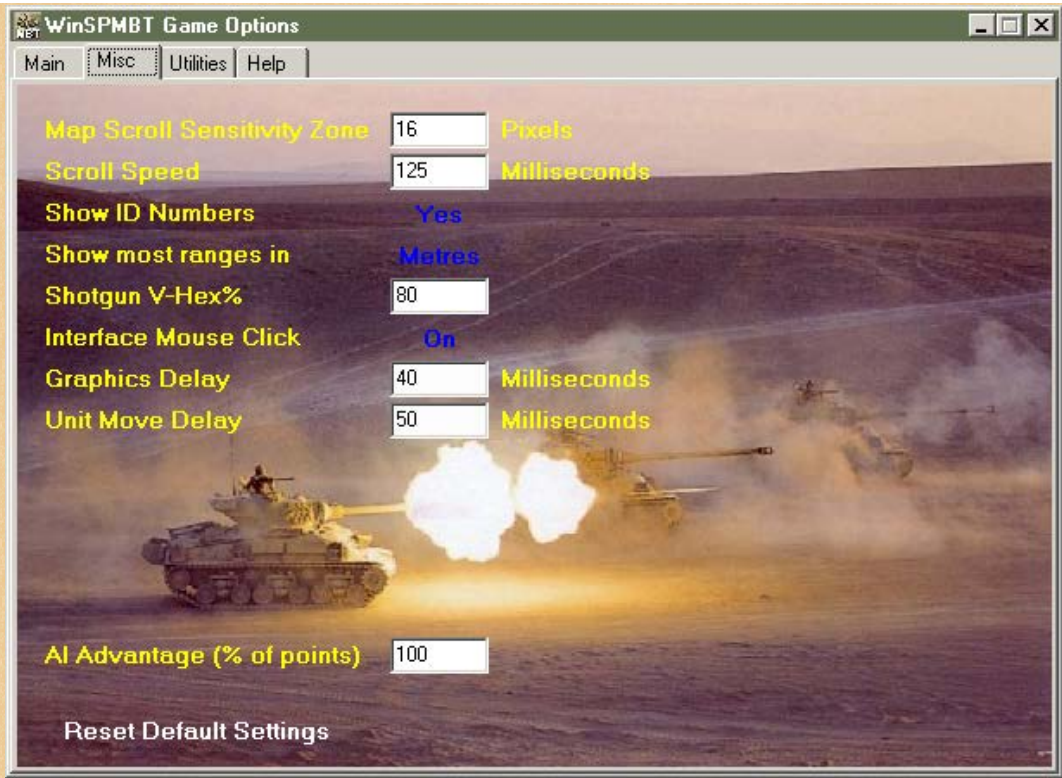 WinSPMBT Game Options
Main Misc Utilities Help
Map Scroll Sensitivity Zone 16 Pixels
Scroll Speed 125 Milliseconds
Show ID Numbers Yes
Show most ranges in Metres
Shotgun V-Hex% 80
Interface Mouse Click On
Graphics Delay 40 Milliseconds
Unit Move Delay 50 Milliseconds
AI Advantage (% of points) 100
Reset Default Settings